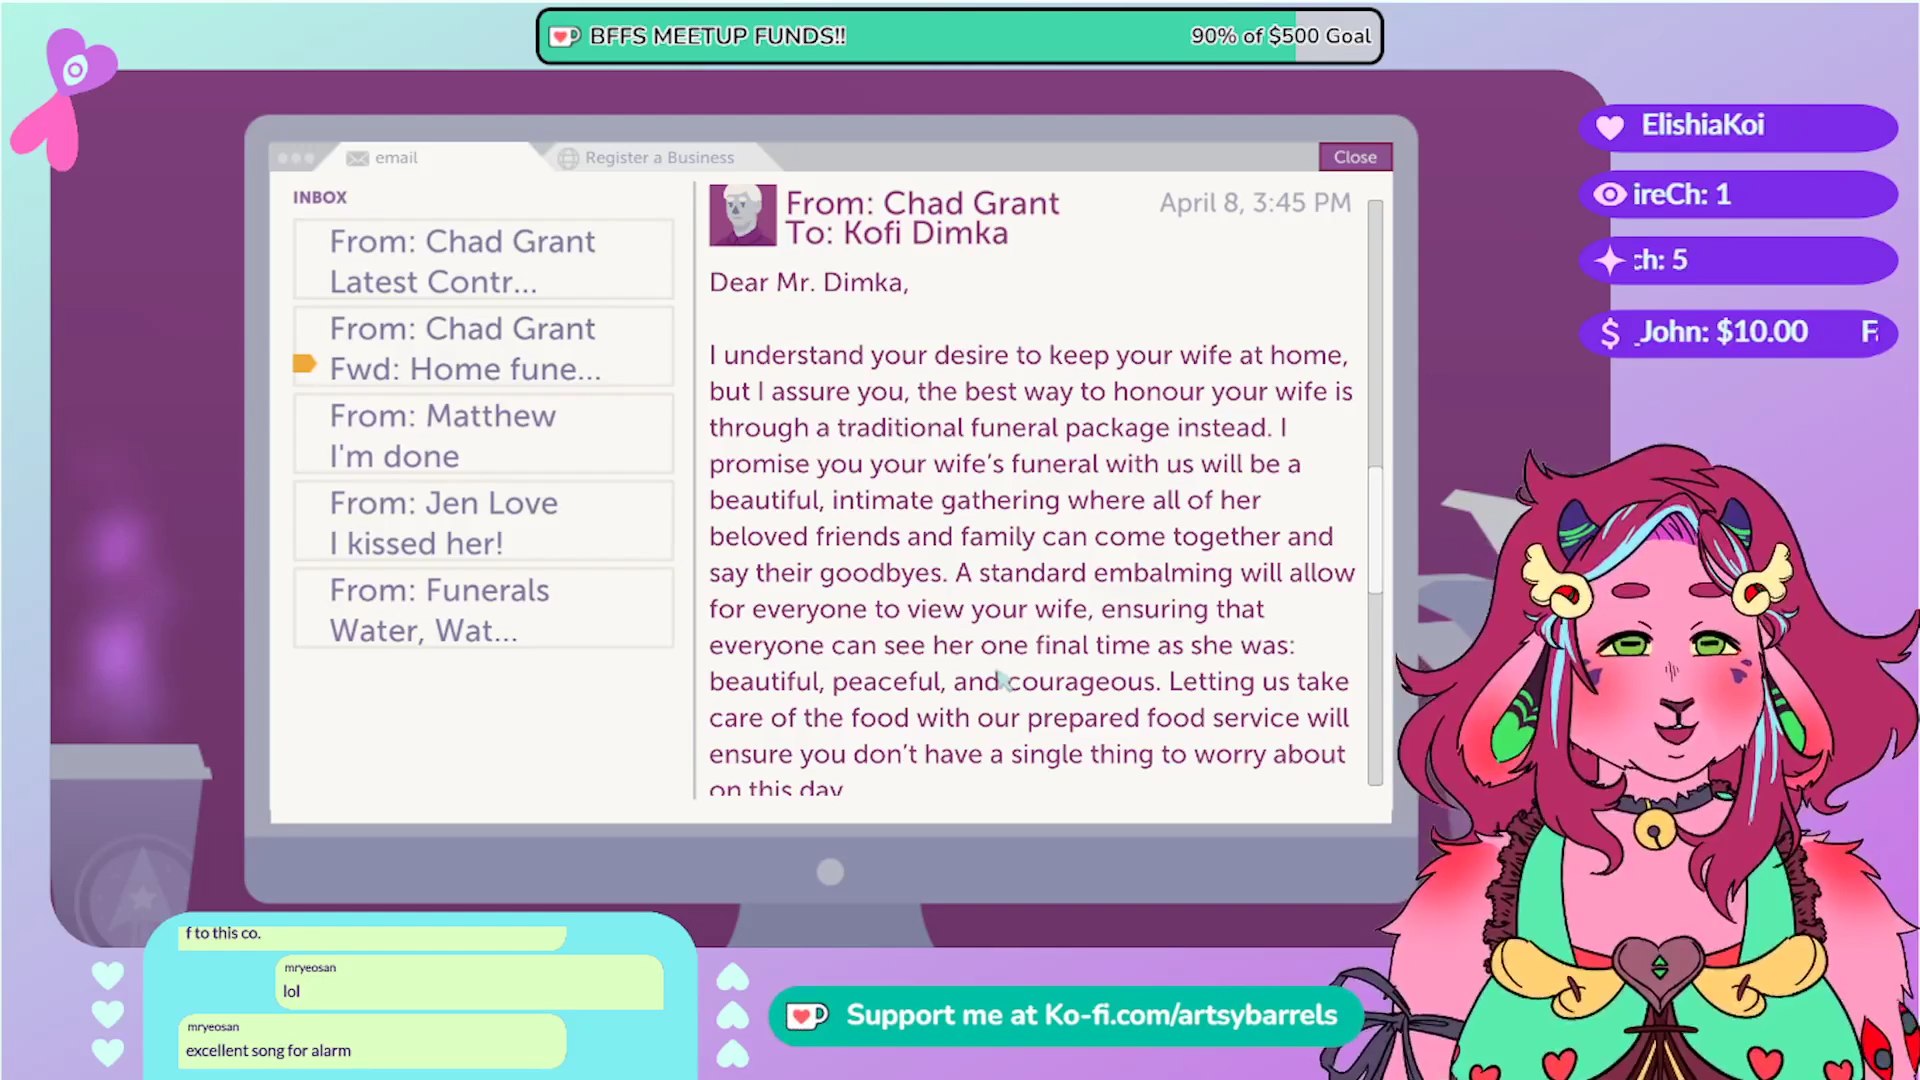 BFFS MEETUP FUNDS!!
90% of $500 Goal
ElishiaKoi
ireCh: 1
ch: 5
_John: $10.00
email
Register a Business
Close
INBOX
From: Chad Grant
Latest Contr...
From: Chad Grant
Fwd: Home fune...
From: Matthew
I'm done
From: Jen Love
I kissed her!
From: Funerals
Water, Wat...
From: Chad Grant
April 8, 3:45 PM
To: Kofi Dimka
Dear Mr. Dimka,
I understand your desire to keep your wife at home,
but I assure you, the best way to honour your wife is
through a traditional funeral package instead. I
promise you your wife's funeral with us will be a
beautiful, intimate gathering where all of her
beloved friends and family can come together and
say their goodbyes. A standard embalming will allow
for everyone to view your wife, ensuring that
everyone can see her one final time as she was:
beautiful, peaceful, and courageous. Letting us take
care of the food with our prepared food service will
ensure you don't have a single thing to worry about
on this day
f to this co.
mryeosan
lol
mryeosan
excellent song for alarm
Support me at Ko-fi.com/artsybarrels